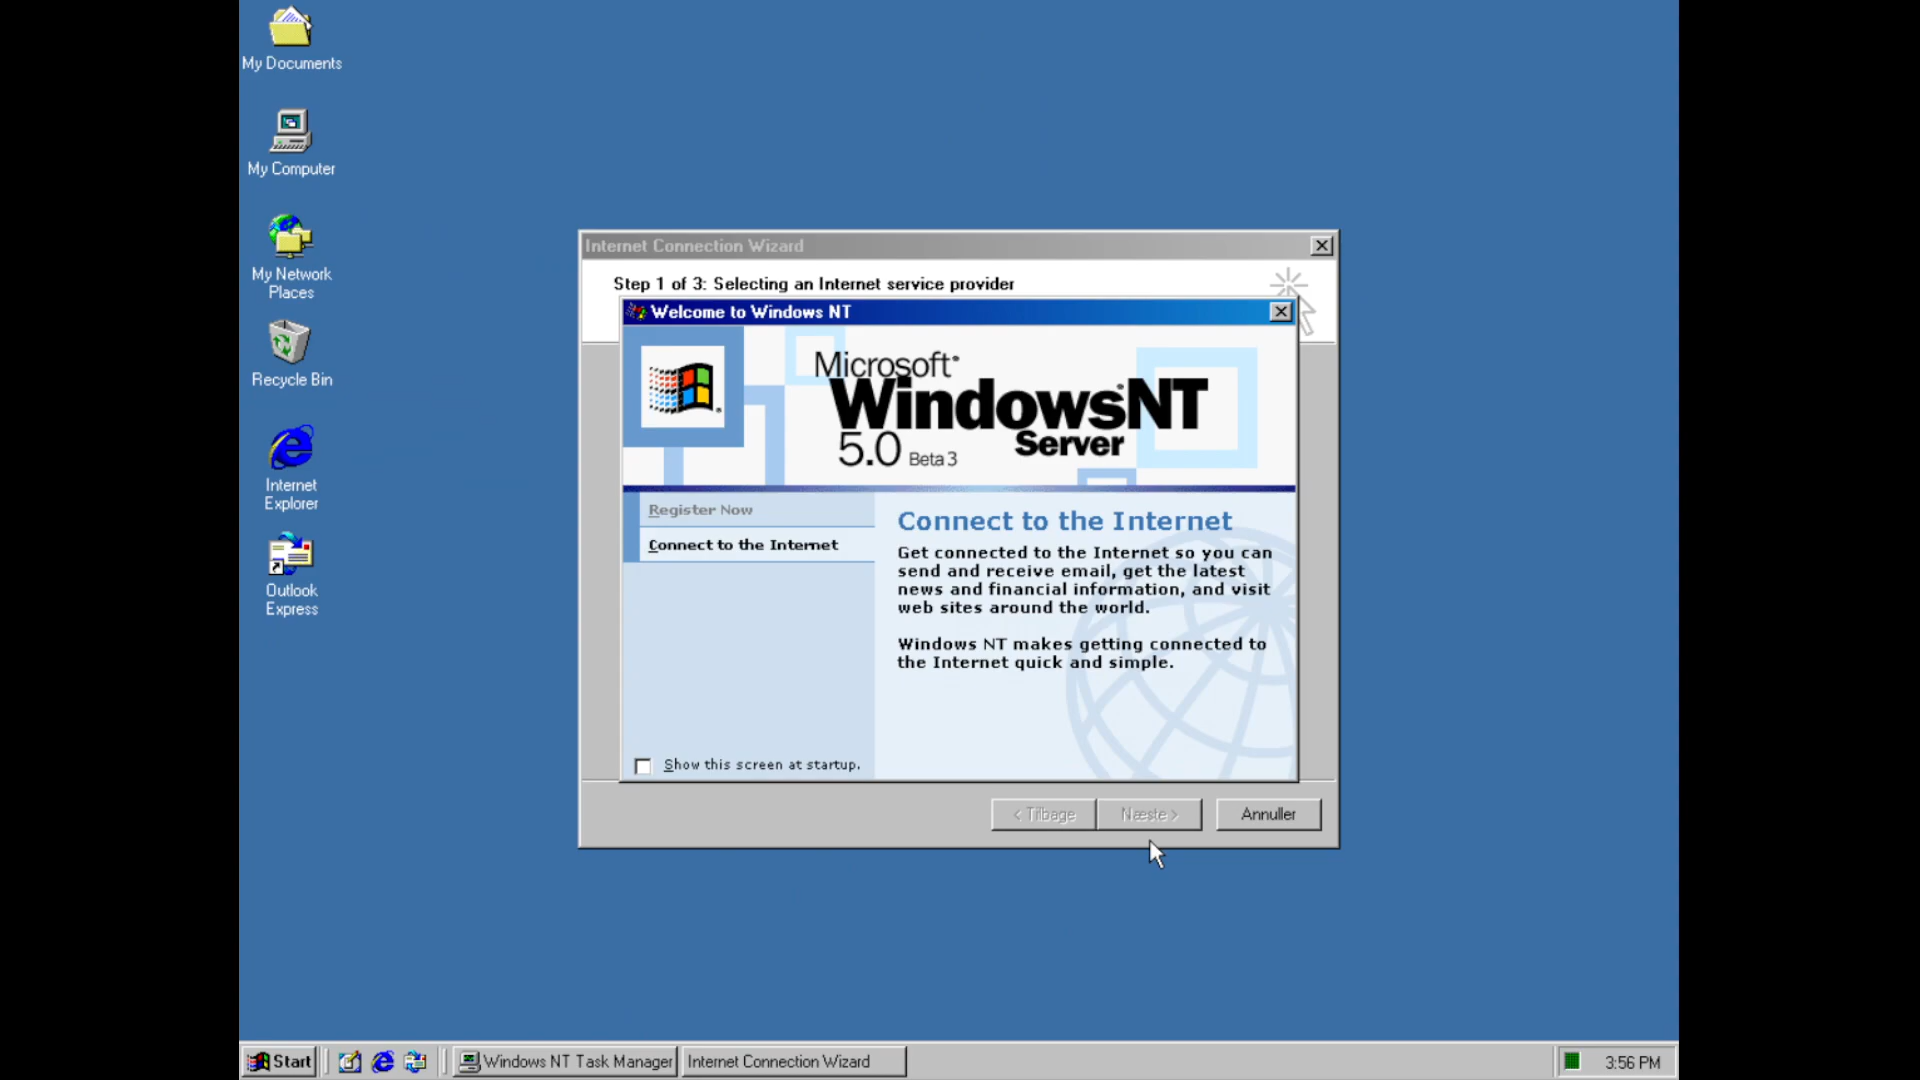 My Documents
My Computer
My Network
Places
Recycle Bin
Internet
Explorer
Outlook
Express
Internet Connection Wizard
Step 1 of 3: Selecting an Internet service provider
Welcome to Windows NT
Microsoft®
WindowsNT
Server
5.0 Beta 3
Register Now
Connect to the Internet
Connect to the Internet
Get connected to the Internet so you can
send and receive email, get the latest
news and financial information, and visit
web sites around the world.
Windows NT makes getting connected to
the Internet quick and simple.
Show this screen at startup.
< Tilbage
Næste >
Annuller
Start
Windows NT Task Manager
Internet Connection Wizard
3:56 PM